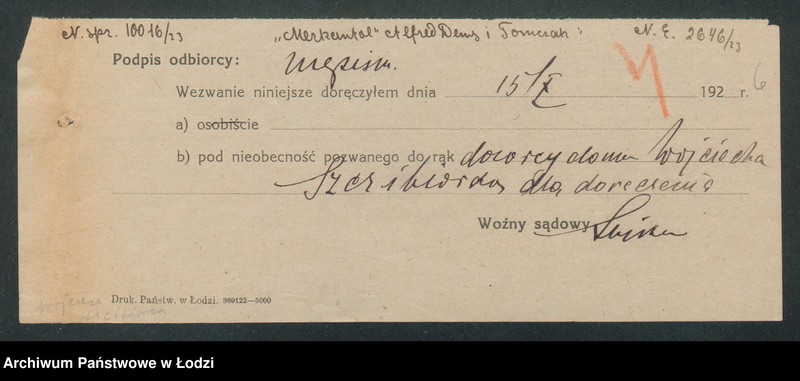 N. spr. 10016/23 „Merkantal" Alfred Dems i Tomczak" N. E. 2646/23
Podpis odbiorcy:
Wezwanie niniejsze doręczyłem dnia 15/X 192 r. 6
a) osobiście
b) pod nieobecność pozwanego do rąk dozorcy domu Wojciecha
Szczibiorda dla doręczenia
Woźny sądowy
Druk. Państw. w Łodzi. 369122—5000
Archiwum Państwowe w Łodzi